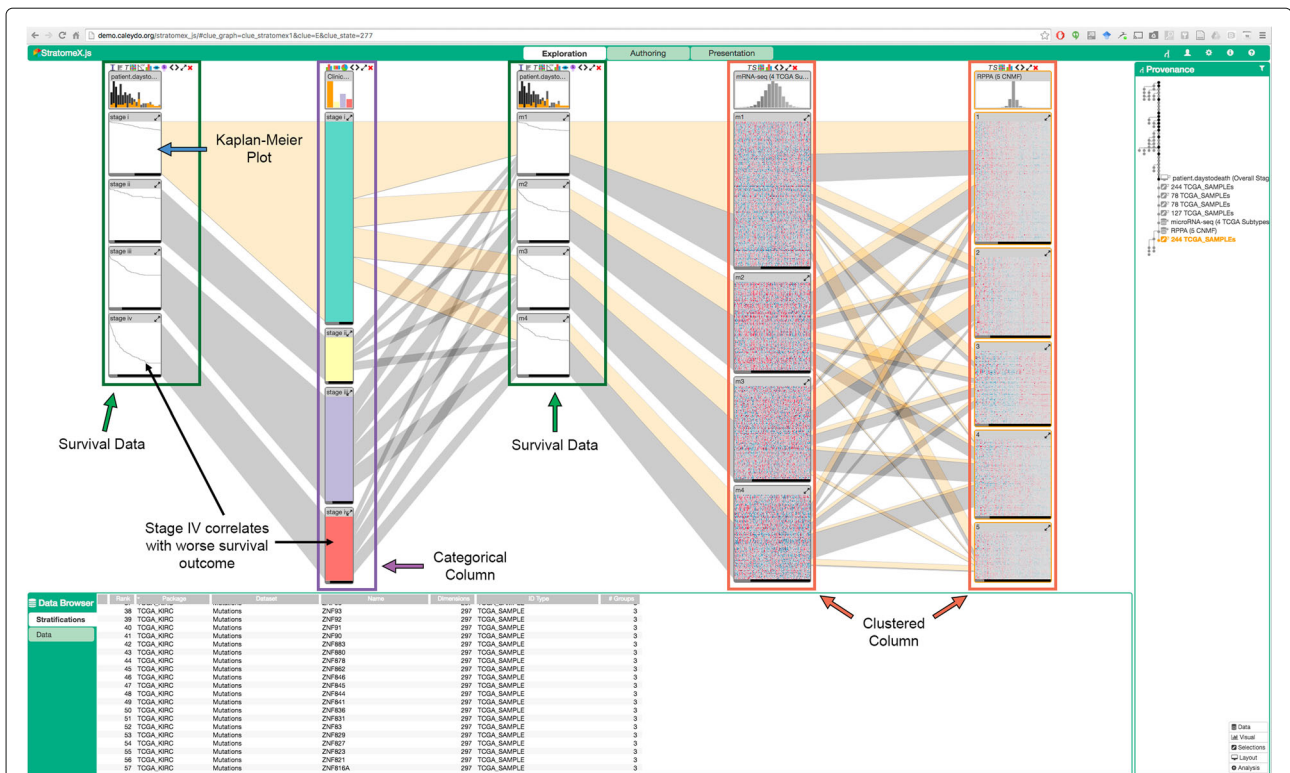 demo.caleydo.org/stratomex_js/#clue_graph=clue_stratomex1&clue=E&clue_state=277
StratomeX.js
Exploration
Authoring
Presentation
patient.daysto...
Clinic...
patient.daysto...
mRNA-seq (4 TCGA Su...
RPPA (5 CNMF)
Provenance
stage i
stage ii
stage iii
stage iv
stage i
stage ii
m1
m2
m3
m4
m1
m2
m3
m4
1
2
3
4
5
Kaplan-Meier
Plot
Survival Data
Survival Data
Stage IV correlates
with worse survival
outcome
Categorical
Column
Clustered
Column
patient.daystodeath (Overall Stag
244 TCGA_SAMPLEs
78 TCGA_SAMPLEs
78 TCGA_SAMPLEs
127 TCGA_SAMPLEs
microRNA-seq (4 TCGA Subtypes
RPPA (5 CNMF)
244 TCGA_SAMPLEs
Data Browser
Stratifications
Data
Rank Package Dataset Name Dimensions ID Type # Groups
38 TCGA_KIRC Mutations ZNF93 297 TCGA_SAMPLE 3
39 TCGA_KIRC Mutations ZNF92 297 TCGA_SAMPLE 3
40 TCGA_KIRC Mutations ZNF91 297 TCGA_SAMPLE 3
41 TCGA_KIRC Mutations ZNF90 297 TCGA_SAMPLE 3
42 TCGA_KIRC Mutations ZNF883 297 TCGA_SAMPLE 3
43 TCGA_KIRC Mutations ZNF880 297 TCGA_SAMPLE 3
44 TCGA_KIRC Mutations ZNF878 297 TCGA_SAMPLE 3
45 TCGA_KIRC Mutations ZNF862 297 TCGA_SAMPLE 3
46 TCGA_KIRC Mutations ZNF846 297 TCGA_SAMPLE 3
47 TCGA_KIRC Mutations ZNF845 297 TCGA_SAMPLE 3
48 TCGA_KIRC Mutations ZNF844 297 TCGA_SAMPLE 3
49 TCGA_KIRC Mutations ZNF841 297 TCGA_SAMPLE 3
50 TCGA_KIRC Mutations ZNF836 297 TCGA_SAMPLE 3
51 TCGA_KIRC Mutations ZNF831 297 TCGA_SAMPLE 3
52 TCGA_KIRC Mutations ZNF83 297 TCGA_SAMPLE 3
53 TCGA_KIRC Mutations ZNF829 297 TCGA_SAMPLE 3
54 TCGA_KIRC Mutations ZNF827 297 TCGA_SAMPLE 3
55 TCGA_KIRC Mutations ZNF823 297 TCGA_SAMPLE 3
56 TCGA_KIRC Mutations ZNF821 297 TCGA_SAMPLE 3
57 TCGA_KIRC Mutations ZNF816A 297 TCGA_SAMPLE 3
Data
Visual
Selections
Layout
Analysis